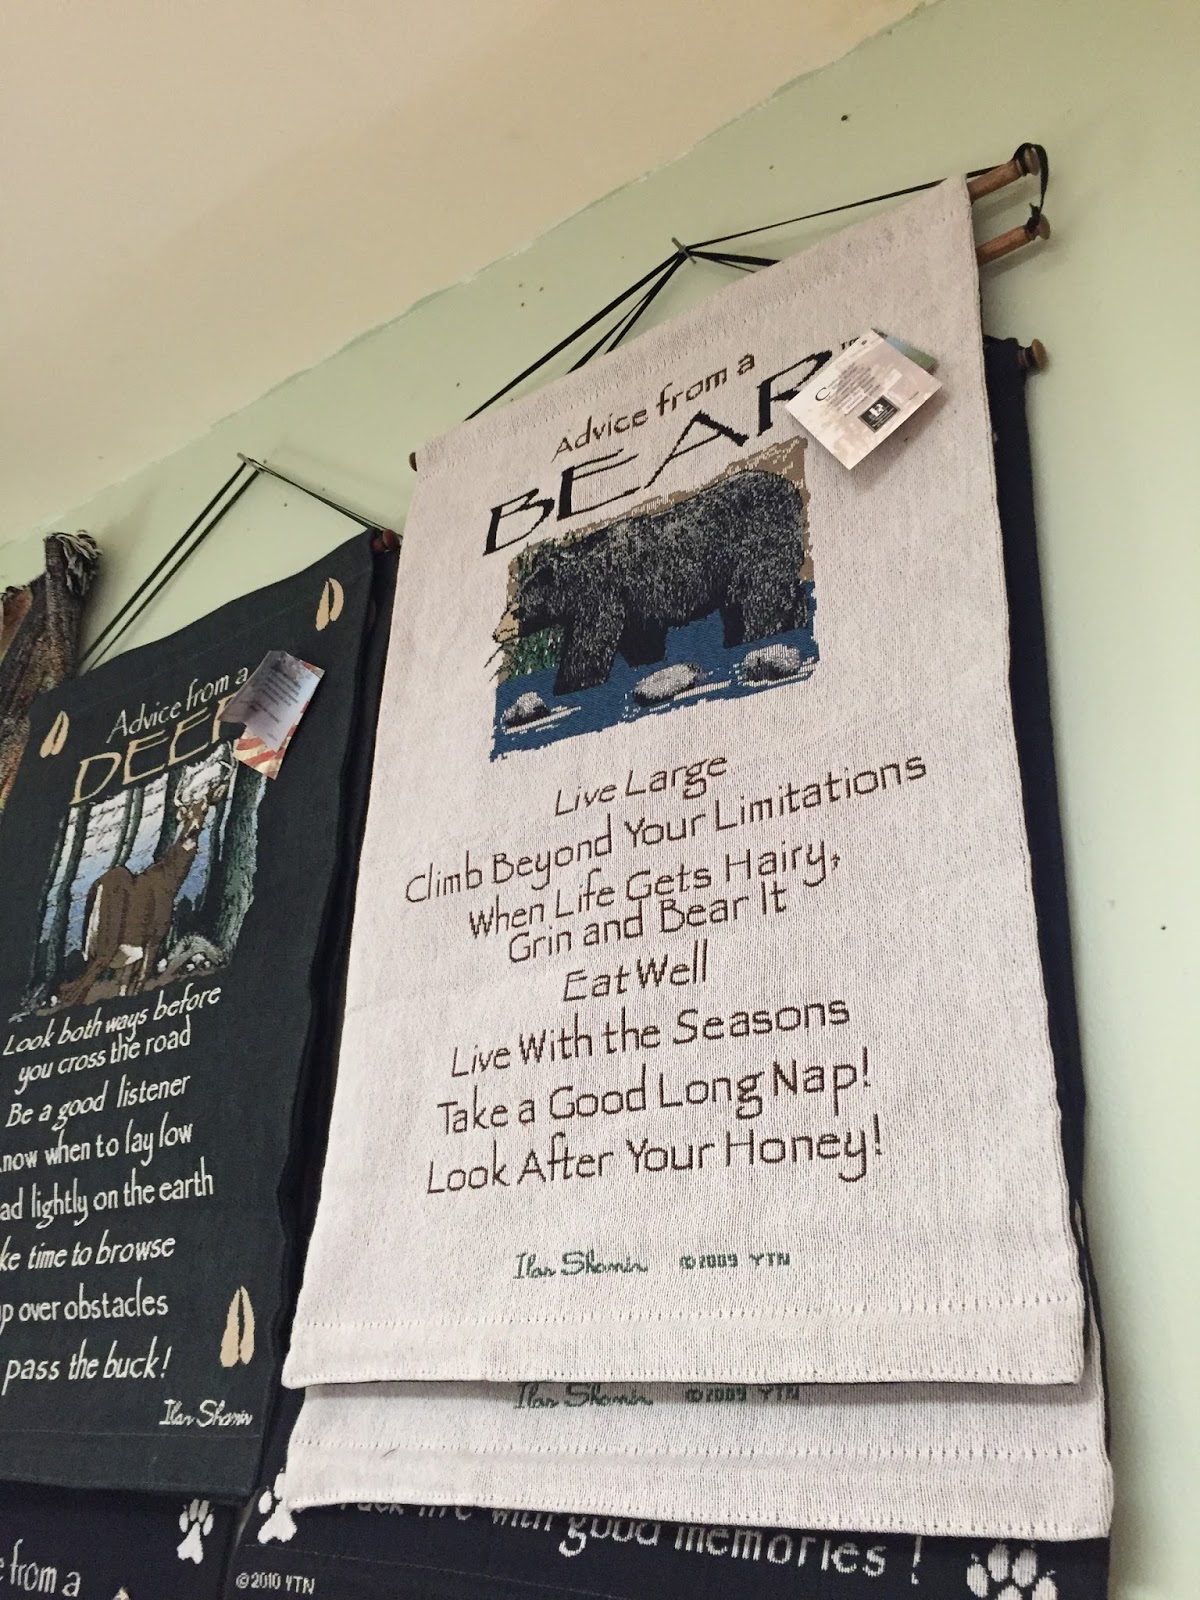 Advice from a
BEAR
Live Large
Climb Beyond Your Limitations
When Life Gets Hairy,
Grin and Bear It
Eat Well
Live With the Seasons
Take a Good Long Nap!
Look After Your Honey!
Ilan Shamir ©2009 YTN
Ilan Shamir ©2009 YTN
with good memories!
©2010 YTN
Advice from a
DEER
Look both ways before
you cross the road
Be a good listener
now when to lay low
ad lightly on the earth
ke time to browse
p over obstacles
pass the buck!
Ilan Shamir
from a